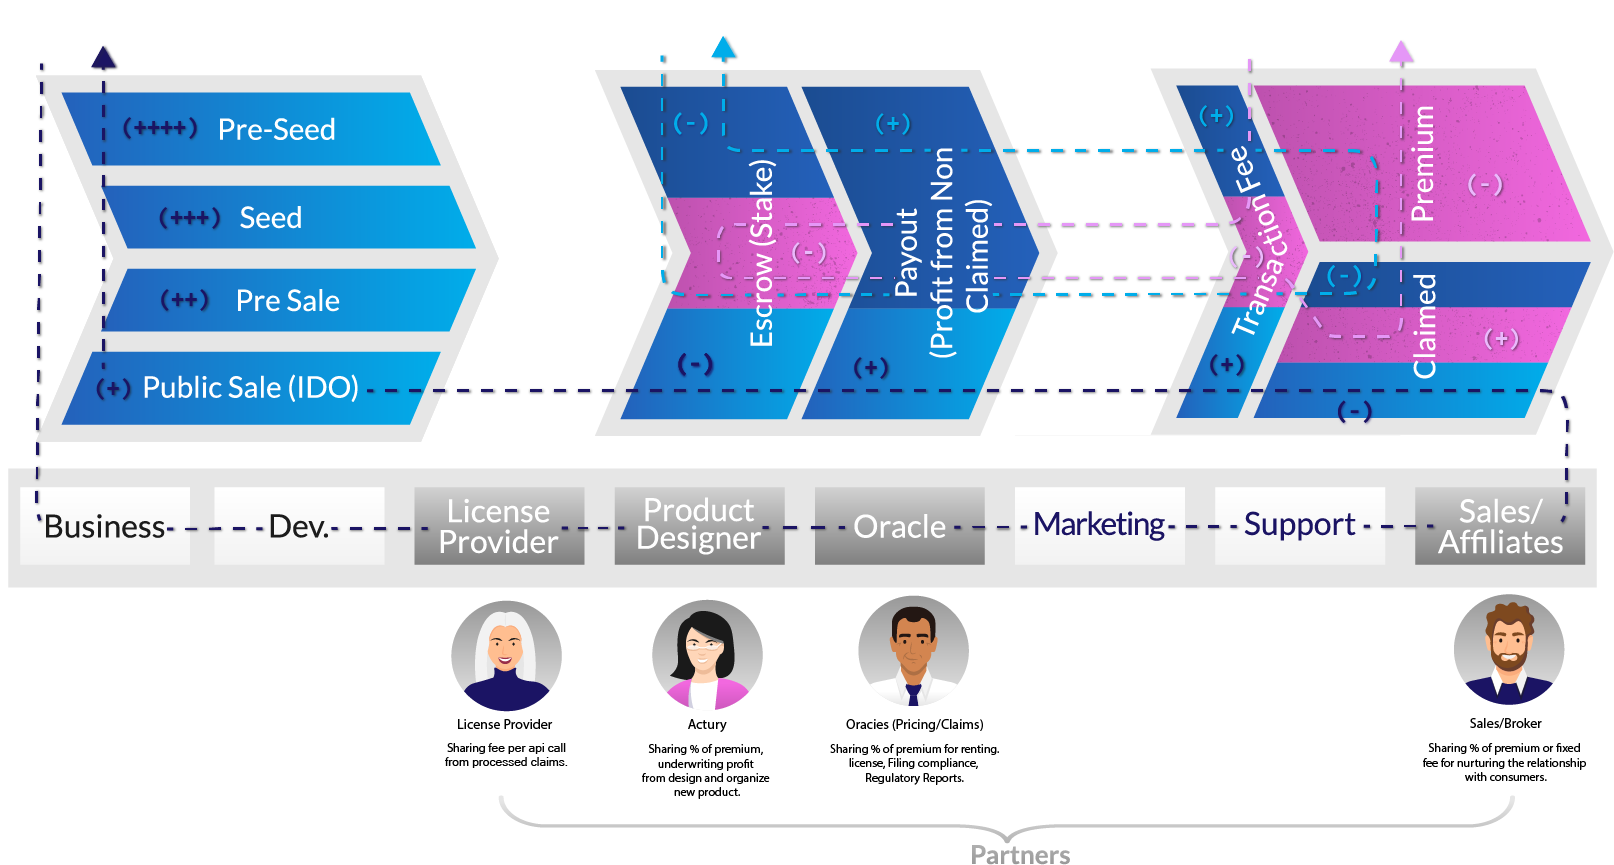 (++++) Pre-Seed
(+++) Seed
(++) Pre Sale
(+) Public Sale (IDO)
(-)
Escrow (Stake)
(-)
(-)
(+)
Payout
(Profit from Non
Claimed)
(+)
(+)
Transaction Fee
(-)
(+)
Premium
(-)
(-)
Claimed
(+)
(-)
Business
Dev.
License
Provider
Product
Designer
Oracle
Marketing
Support
Sales/
Affiliates
License Provider
Sharing fee per api call
from processed claims.
Actury
Sharing % of premium,
underwriting profit
from design and organize
new product.
Oracies (Pricing/Claims)
Sharing % of premium for renting.
license, Filing compliance,
Regulatory Reports.
Sales/Broker
Sharing % of premium or fixed
fee for nurturing the relationship
with consumers.
Partners